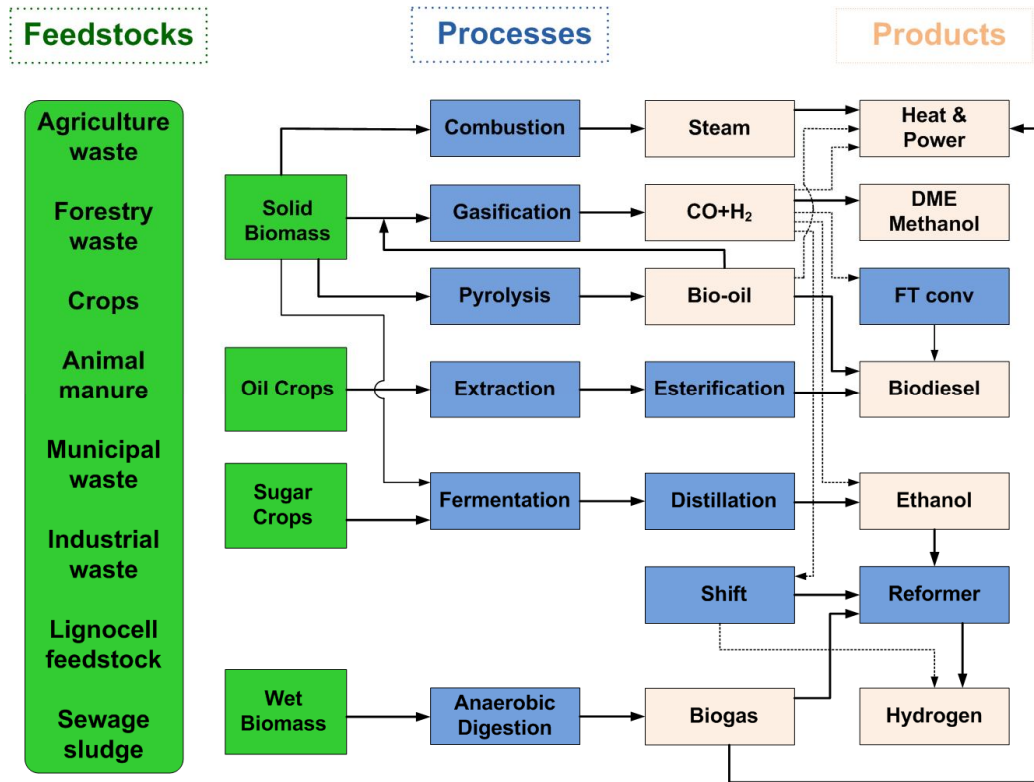 Feedstocks
Processes
Products
Agriculture
waste
Forestry
waste
Crops
Animal
manure
Municipal
waste
Industrial
waste
Lignocell
feedstock
Sewage
sludge
Solid
Biomass
Oil Crops
Sugar
Crops
Wet
Biomass
Combustion
Gasification
Pyrolysis
Extraction
Fermentation
Anaerobic
Digestion
Steam
CO+H₂
Bio-oil
Esterification
Distillation
Shift
Biogas
Heat &
Power
DME
Methanol
FT conv
Biodiesel
Ethanol
Reformer
Hydrogen